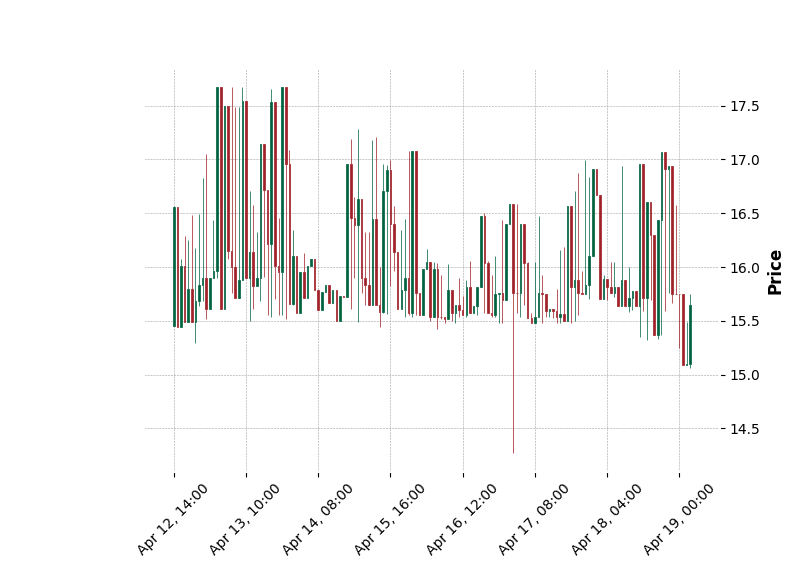 17.5
17.0
16.5
16.0
15.5
15.0
14.5
Price
Apr 12, 14:00
Apr 13, 10:00
Apr 14, 08:00
Apr 15, 16:00
Apr 16, 12:00
Apr 17, 08:00
Apr 18, 04:00
Apr 19, 00:00